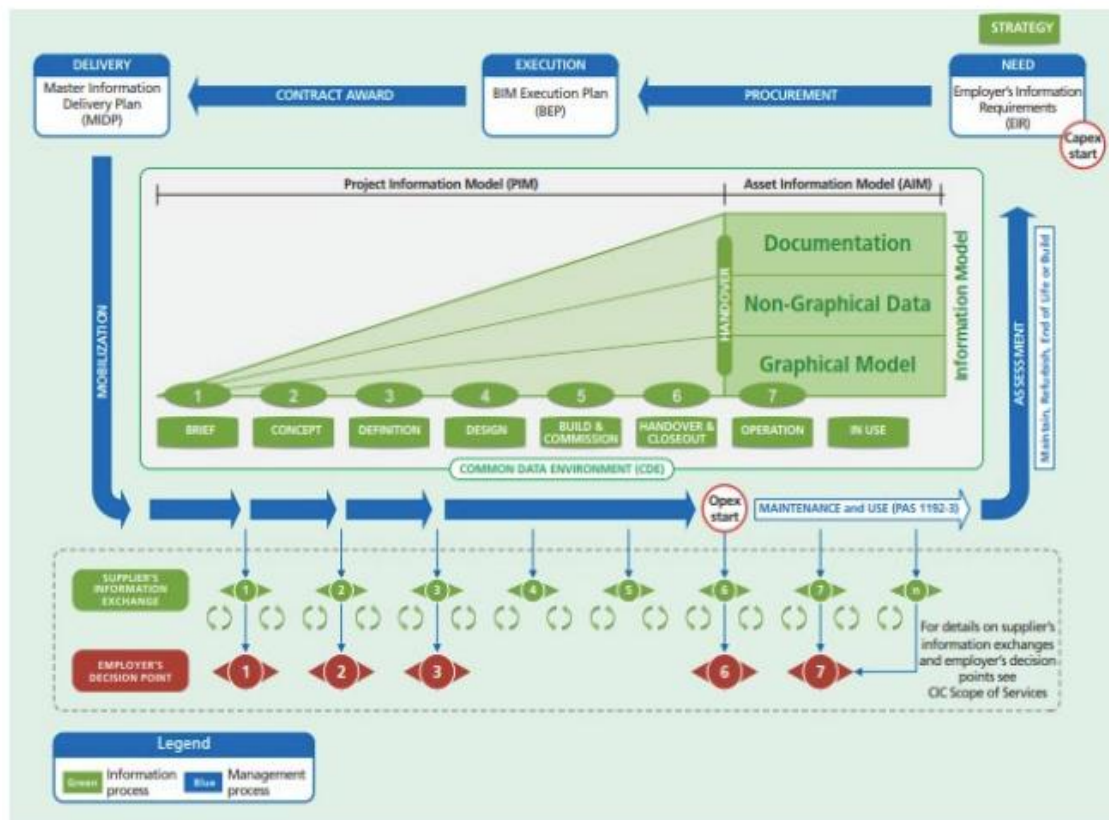 STRATEGY
DELIVERY
Master Information
Delivery Plan
(MIDP)
CONTRACT AWARD
EXECUTION
BIM Execution Plan
(BEP)
PROCUREMENT
NEED
Employer's Information
Requirements
(EIR)
Capex
start
MOBILIZATION
Project Information Model (PIM)
Asset Information Model (AIM)
Documentation
Non-Graphical Data
Graphical Model
HANDOVER
Information Model
1
2
3
4
5
6
7
BRIEF
CONCEPT
DEFINITION
DESIGN
BUILD &
COMMISSION
HANDOVER &
CLOSEOUT
OPERATION
IN USE
COMMON DATA ENVIRONMENT (CDE)
ASSESSMENT
Maintain, Refurbish, End of Life or Build
Opex
start
MAINTENANCE and USE (PAS 1192-3)
SUPPLIER'S
INFORMATION
EXCHANGE
1
2
3
4
5
6
7
n
For details on supplier's
information exchanges
and employer's decision
points see
CIC Scope of Services
EMPLOYER'S
DECISION POINT
1
2
3
6
7
Legend
Green
Information
process
Blue
Management
process